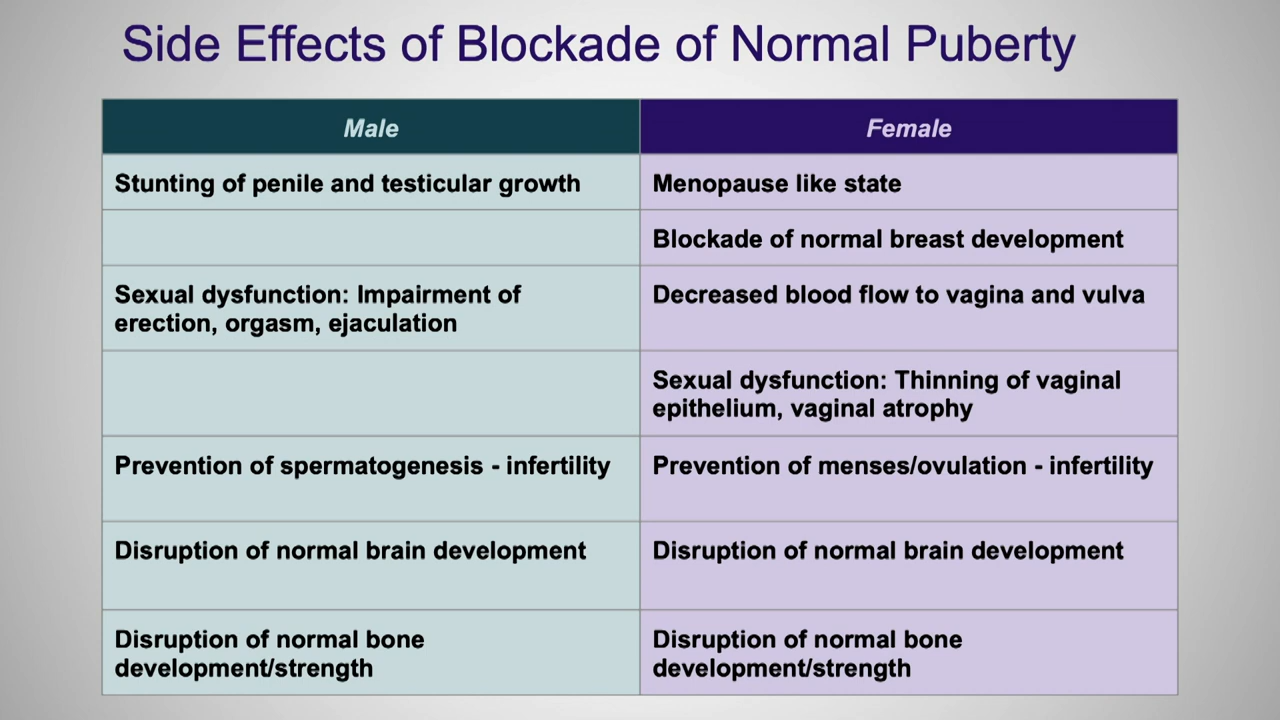 Side Effects of Blockade of Normal Puberty
Male
Female
Stunting of penile and testicular growth
Menopause like state
Blockade of normal breast development
Sexual dysfunction: Impairment of
erection, orgasm, ejaculation
Decreased blood flow to vagina and vulva
Sexual dysfunction: Thinning of vaginal
epithelium, vaginal atrophy
Prevention of spermatogenesis - infertility
Prevention of menses/ovulation - infertility
Disruption of normal brain development
Disruption of normal brain development
Disruption of normal bone
development/strength
Disruption of normal bone
development/strength